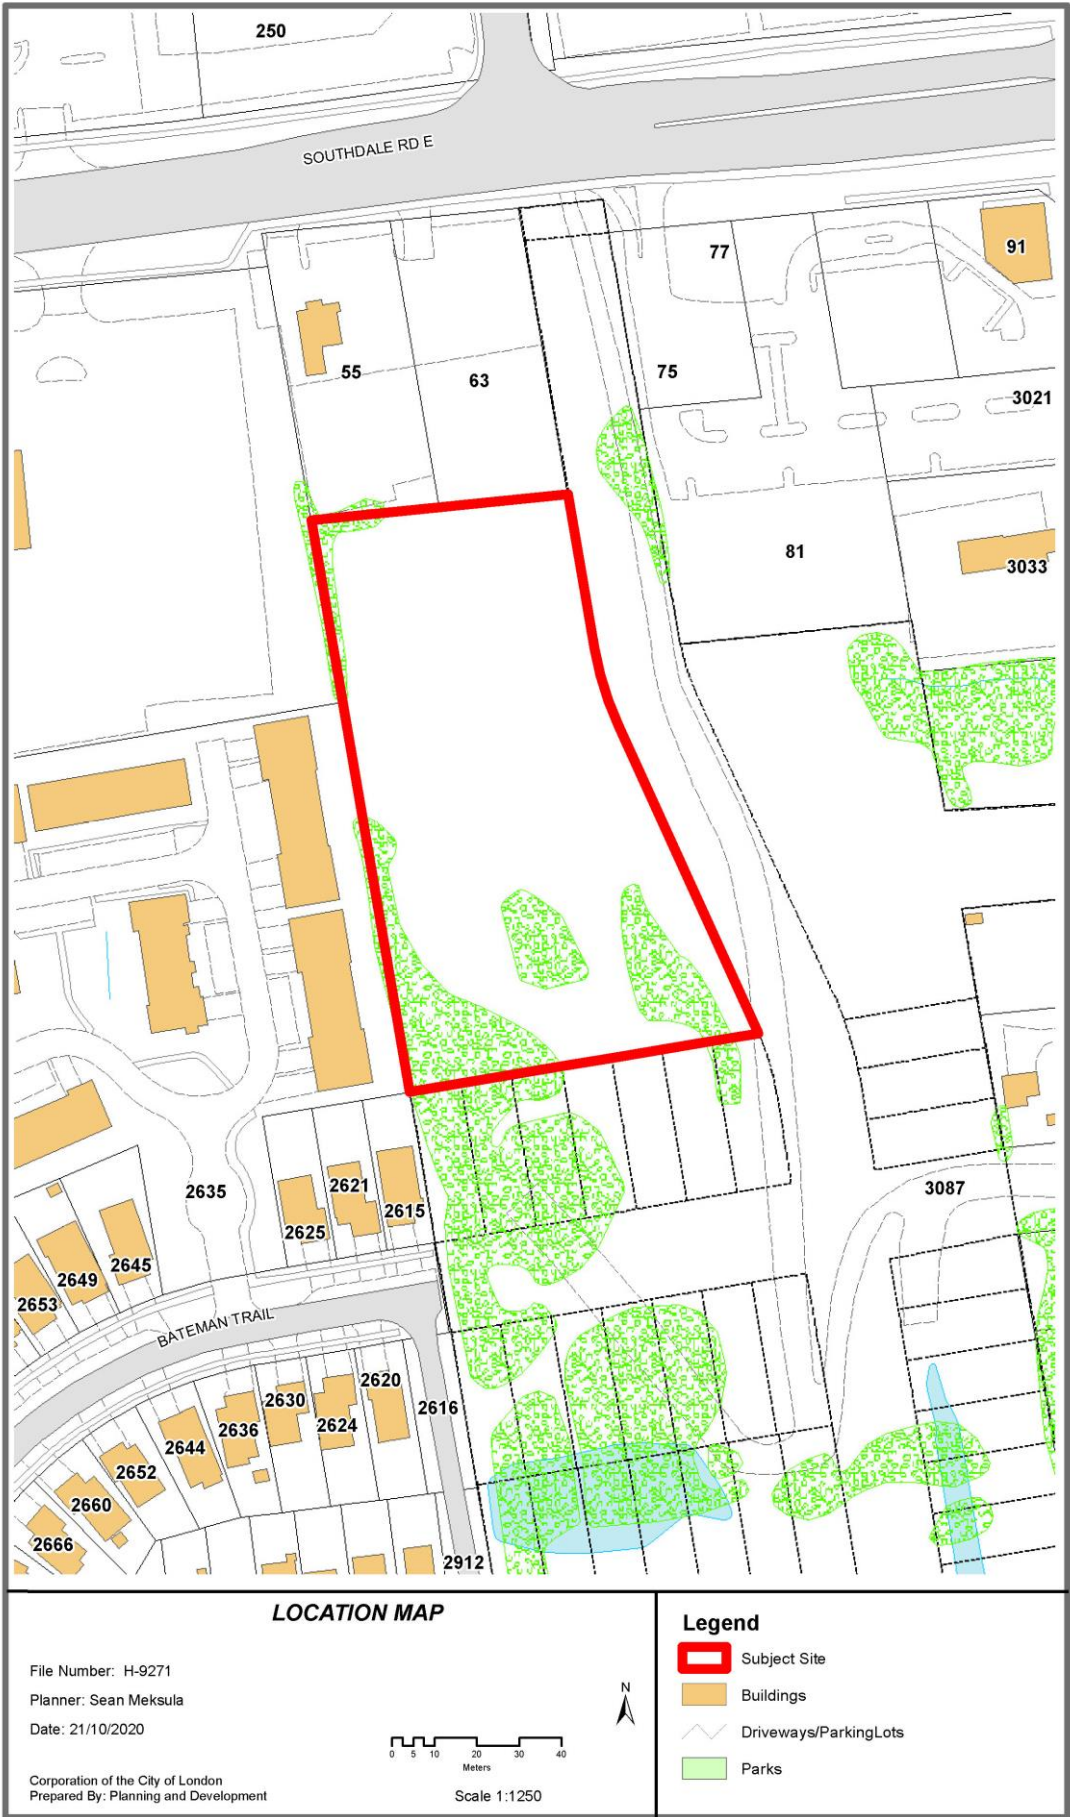 250
SOUTHDALE RD E
91
77
55
63
75
3021
81
3033
2635
2621
2615
2625
3087
2645
2649
2653
BATEMAN TRAIL
2620
2630
2616
2624
2636
2644
2652
2660
2666
2912
LOCATION MAP
File Number: H-9271
Planner: Sean Meksula
Date: 21/10/2020
Corporation of the City of London
Prepared By: Planning and Development
N
0 5 10 20 30 40
Meters
Scale 1:1250
Legend
Subject Site
Buildings
Driveways/ParkingLots
Parks